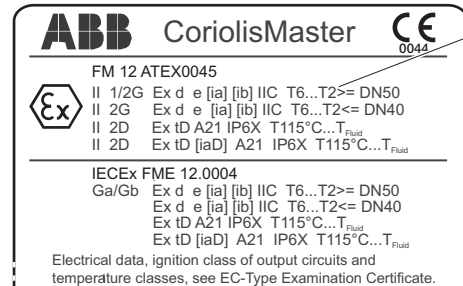 ABB CoriolisMaster CE
0044
FM 12 ATEX0045
Ex II 1/2G Ex d e [ia] [ib] IIC T6...T2>= DN50
II 2G Ex d e [ia] [ib] IIC T6...T2<= DN40
II 2D Ex tD A21 IP6X T115°C...TFluid
II 2D Ex tD [iaD] A21 IP6X T115°C...TFluid
IECEx FME 12.0004
Ga/Gb Ex d e [ia] [ib] IIC T6...T2>= DN50
Ex d e [ia] [ib] IIC T6...T2<= DN40
Ex tD A21 IP6X T115°C...TFluid
Ex tD [iaD] A21 IP6X T115°C...TFluid
Electrical data, ignition class of output circuits and
temperature classes, see EC-Type Examination Certificate.